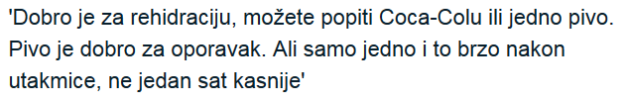 'Dobro je za rehidraciju, možete popiti Coca-Colu ili jedno pivo.
Pivo je dobro za oporavak. Ali samo jedno i to brzo nakon
utakmice, ne jedan sat kasnije'